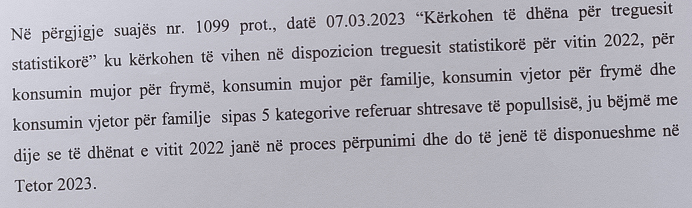 Në përgjigje suajës nr. 1099 prot., datë 07.03.2023 “Kërkohen të dhëna për treguesit
statistikorë” ku kërkohen të vihen në dispozicion treguesit statistikorë për vitin 2022, për
konsumin mujor për frymë, konsumin mujor për familje, konsumin vjetor për frymë dhe
konsumin vjetor për familje sipas 5 kategorive referuar shtresave të popullsisë, ju bëjmë me
dije se të dhënat e vitit 2022 janë në proces përpunimi dhe do të jenë të disponueshme në
Tetor 2023.